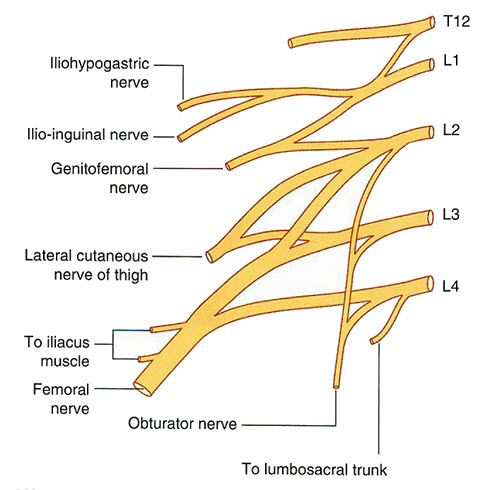 T12
Iliohypogastric
nerve
L1
Ilio-inguinal nerve
L2
Genitofemoral
nerve
L3
Lateral cutaneous
nerve of thigh
L4
To iliacus
muscle
Femoral
nerve
Obturator nerve
To lumbosacral trunk